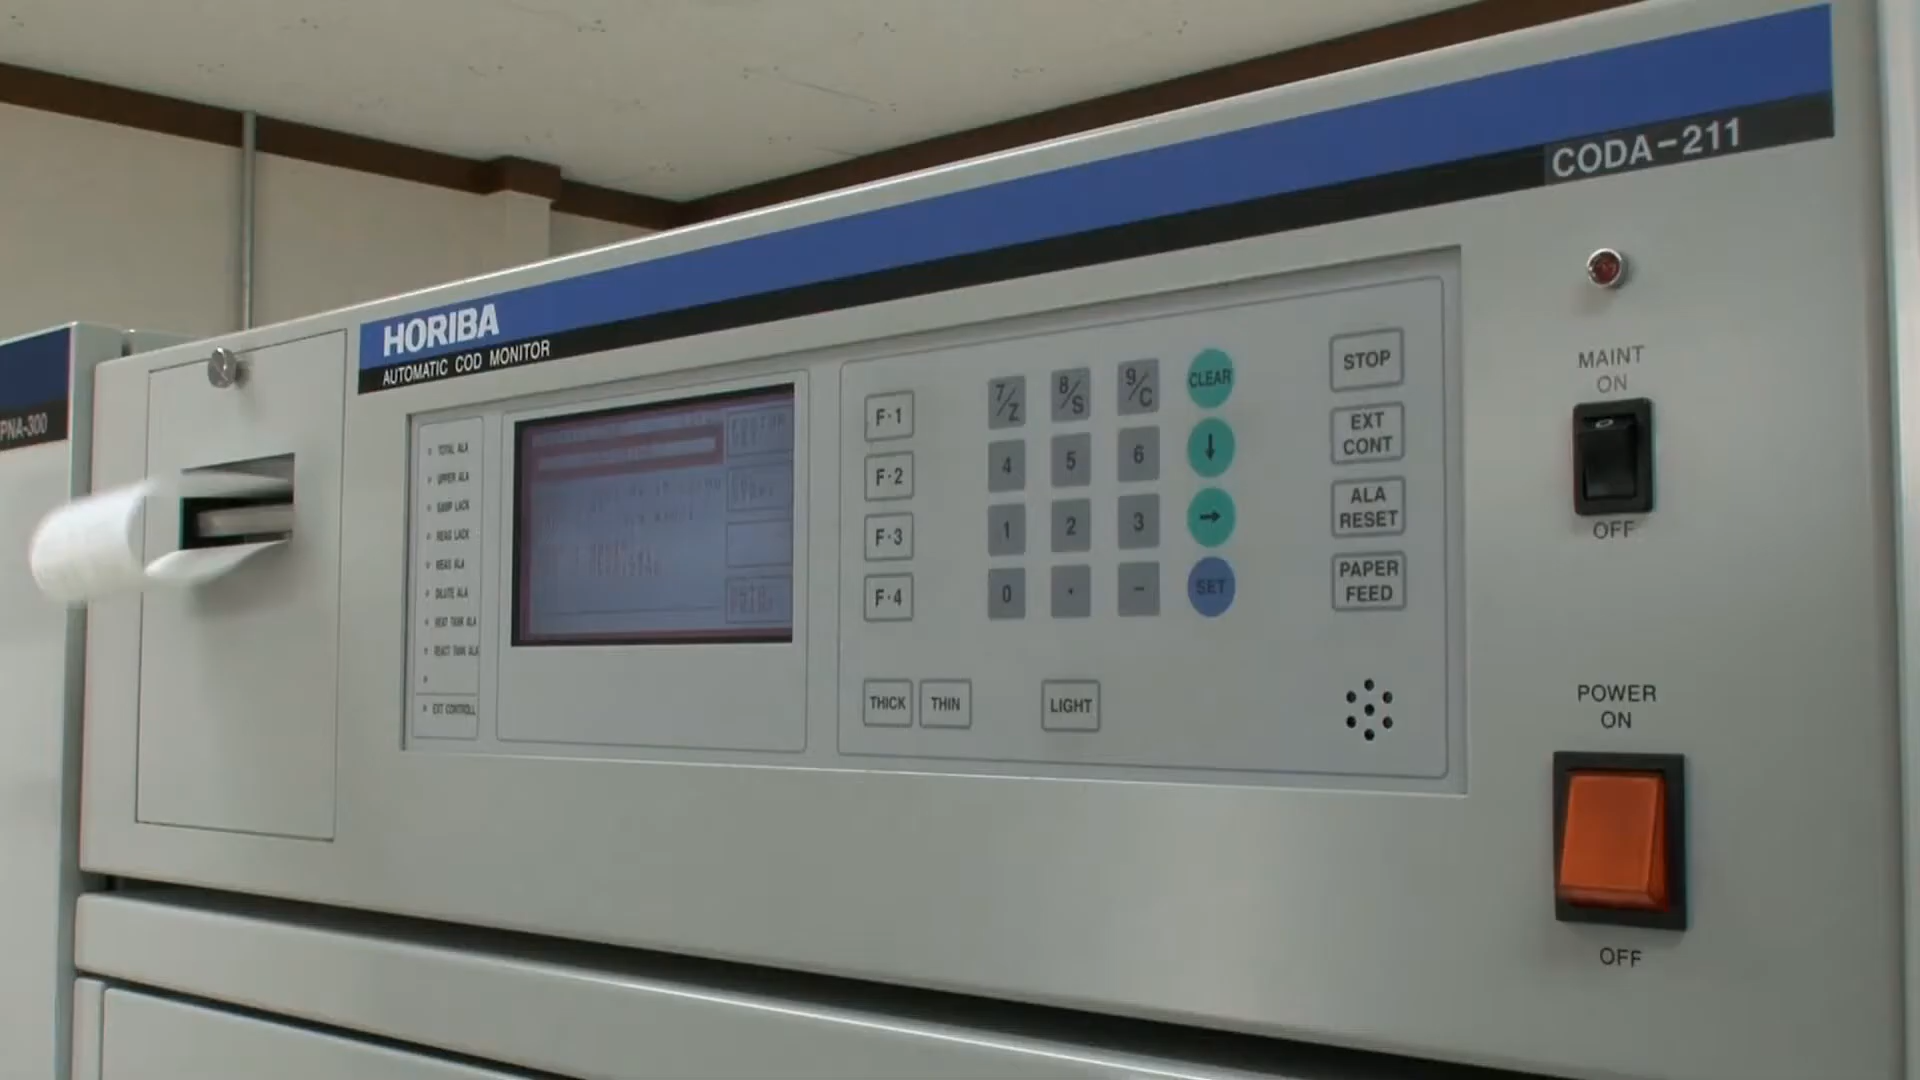 CODA-211
HORIBA
AUTOMATIC COD MONITOR
PNA-300
TOTAL ALA
UPPER ALA
SAMP LACK
REAG LACK
MEAS ALA
DILUTE ALA
HEAT TANK ALA
REACT TANK ALA
EXT CONTROLL
F·1
F·2
F·3
F·4
7/Z 8/S 9/C CLEAR
4 5 6 ↓
1 2 3 →
0 · − SET
THICK THIN LIGHT
STOP
EXT
CONT
ALA
RESET
PAPER
FEED
MAINT
ON
OFF
POWER
ON
OFF